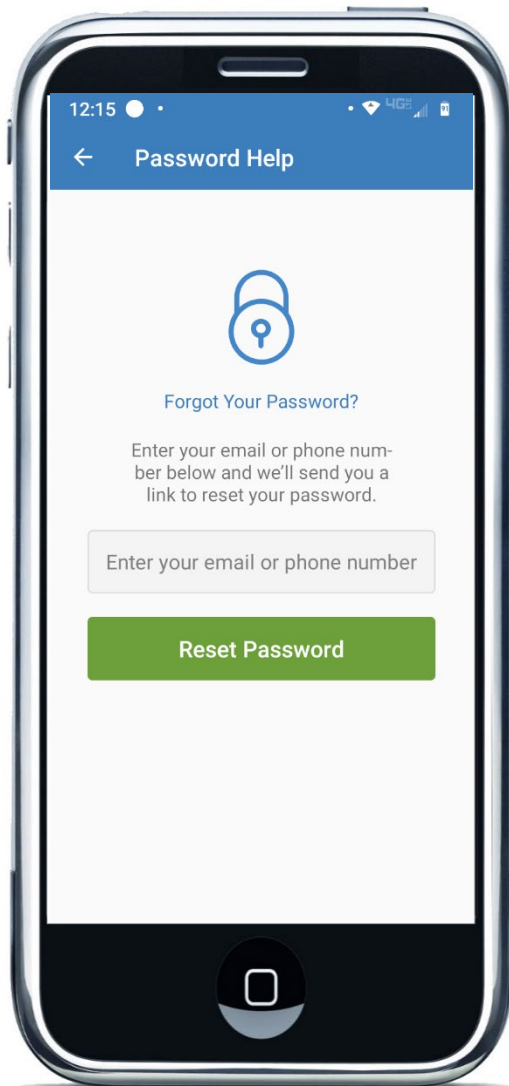 12:15
4G
Password Help
Forgot Your Password?
Enter your email or phone num-
ber below and we'll send you a
link to reset your password.
Enter your email or phone number
Reset Password